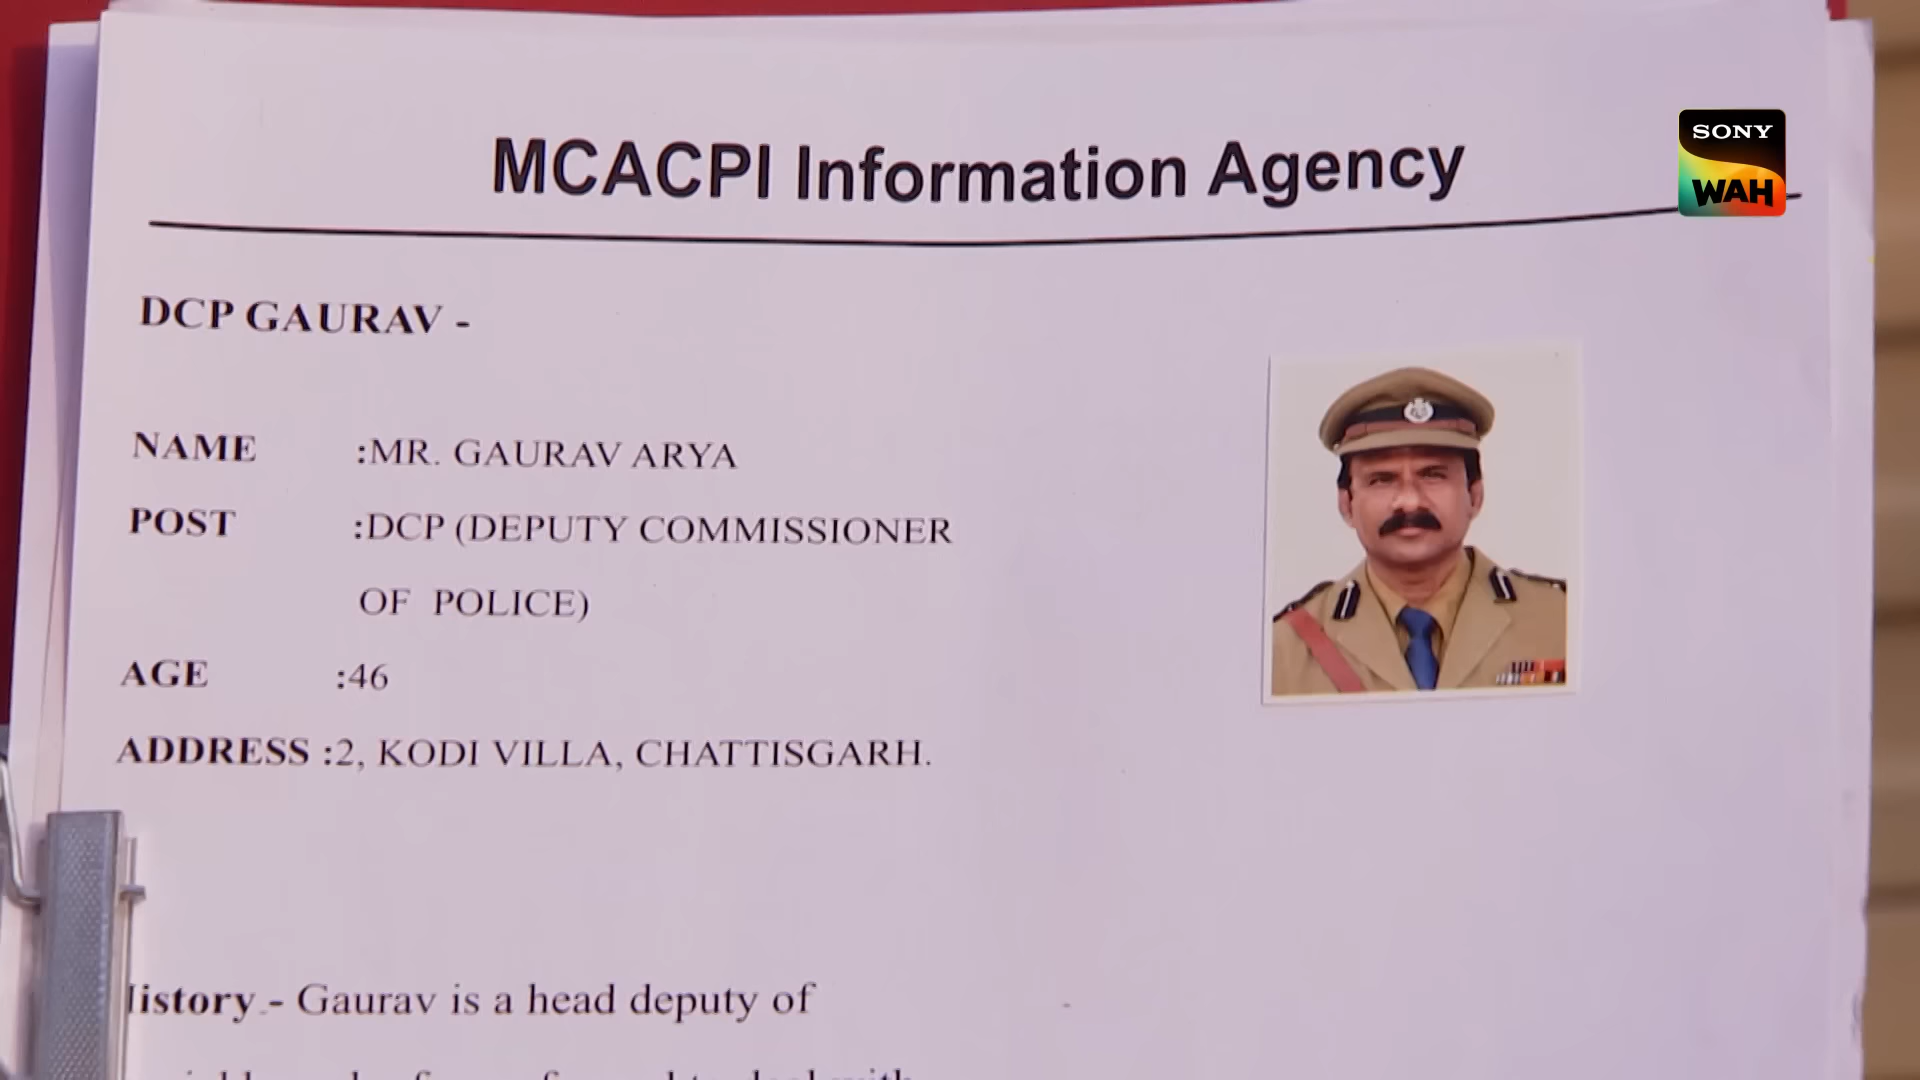 MCACPI Information Agency
SONY
WAH
DCP GAURAV -
NAME :MR. GAURAV ARYA
POST :DCP (DEPUTY COMMISSIONER
OF POLICE)
AGE :46
ADDRESS :2, KODI VILLA, CHATTISGARH.
History.- Gaurav is a head deputy of